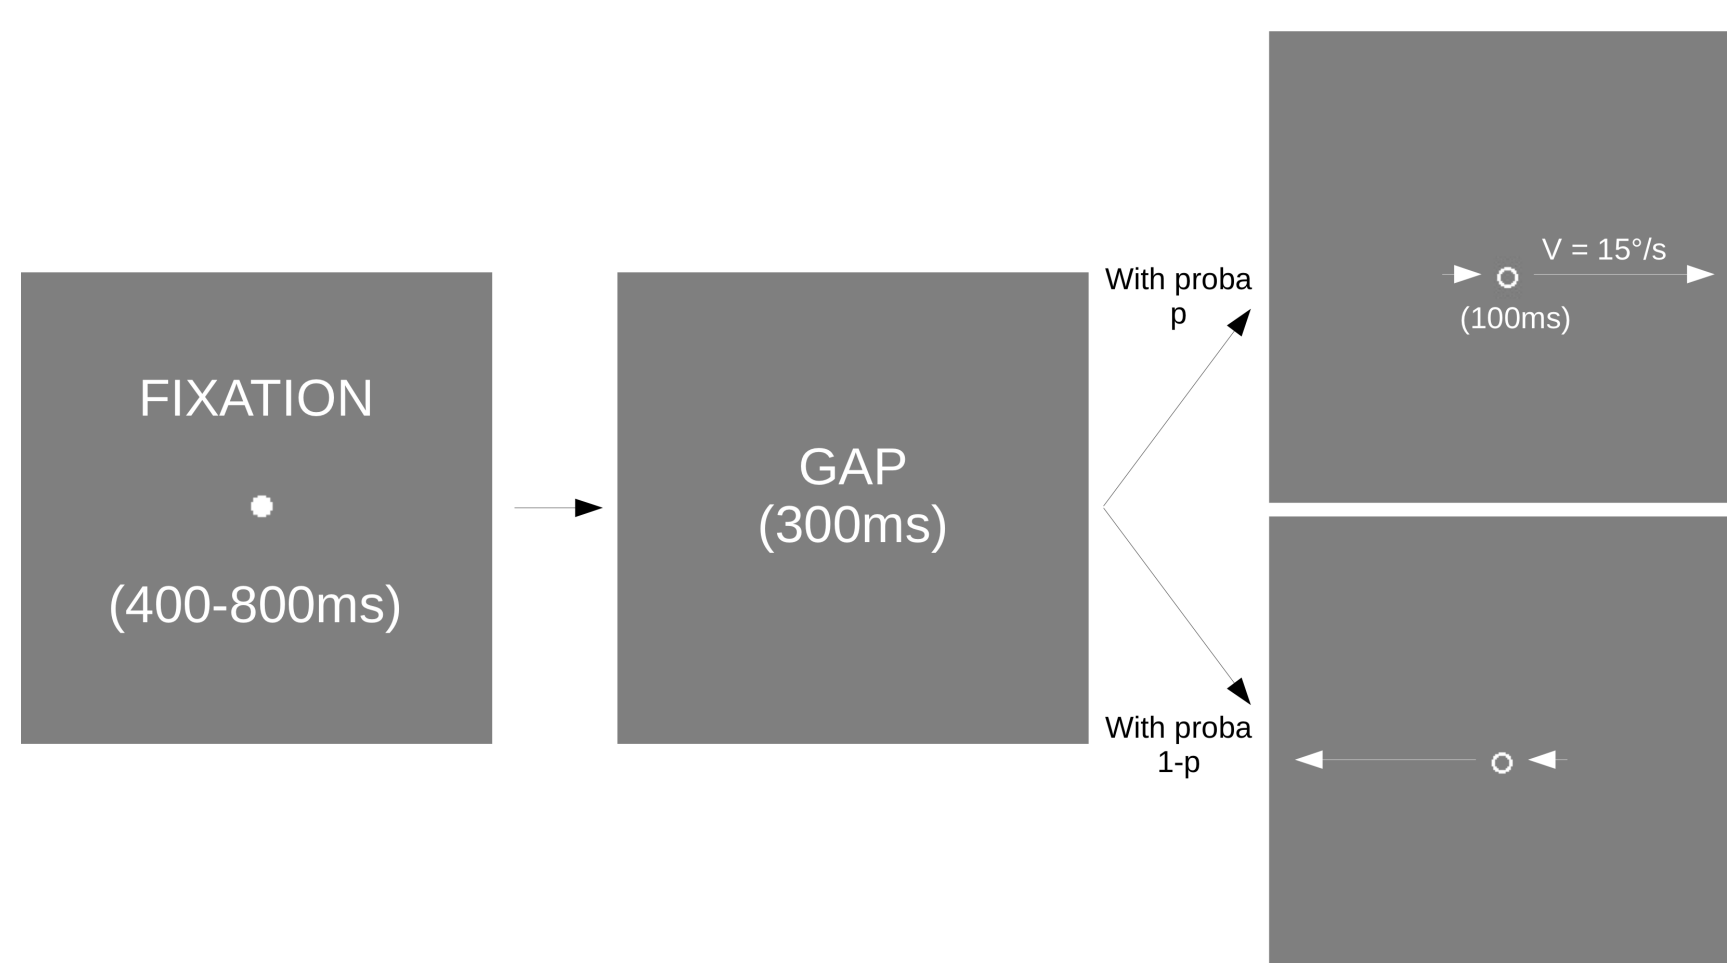 FIXATION
(400-800ms)
GAP
(300ms)
With proba
p
V = 15°/s
(100ms)
With proba
1-p